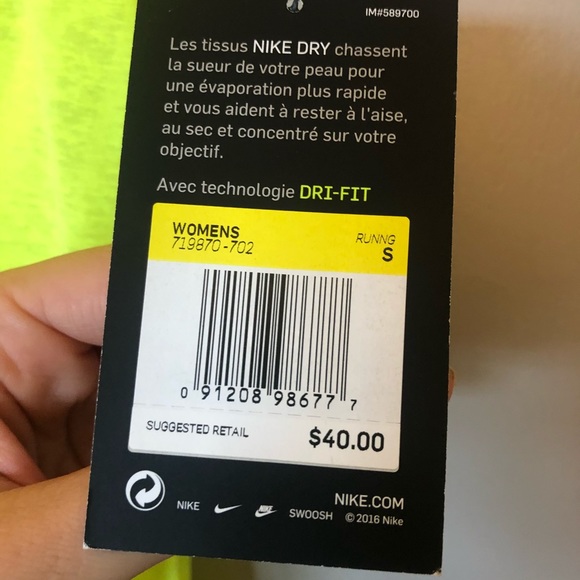 IM#589700
Les tissus NIKE DRY chassent
la sueur de votre peau pour
une évaporation plus rapide
et vous aident à rester à l'aise,
au sec et concentré sur votre
objectif.
Avec technologie DRI-FIT
WOMENS
719870-702
RUNNG
S
0 91208 98677 7
SUGGESTED RETAIL
$40.00
NIKE.COM
NIKE SWOOSH © 2016 Nike